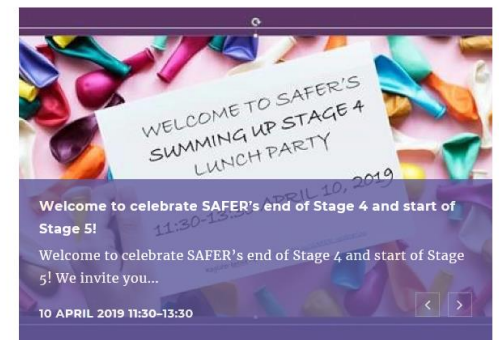 WELCOME TO SAFER'S
SUMMING UP STAGE 4
LUNCH PARTY
11:30-13:30 APRIL 10, 2019
Welcome to celebrate SAFER's end of Stage 4 and start of
Stage 5!
Welcome to celebrate SAFER's end of Stage 4 and start of Stage
5! We invite you...
10 APRIL 2019 11:30–13:30